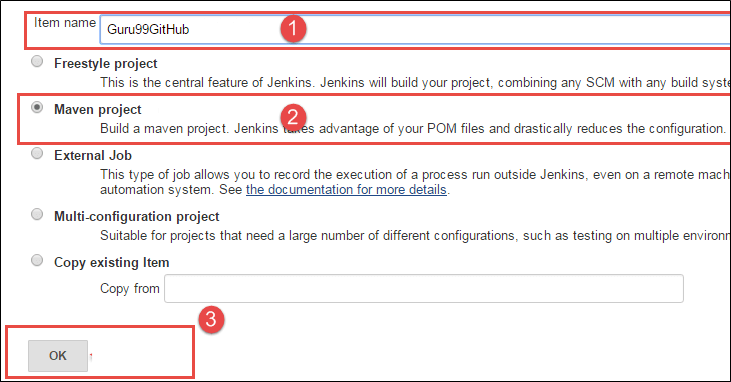 Item name Guru99GitHub 1
Freestyle project
This is the central feature of Jenkins. Jenkins will build your project, combining any SCM with any build syste
Maven project
Build a maven project. Jenkins takes advantage of your POM files and drastically reduces the configuration.
2
External Job
This type of job allows you to record the execution of a process run outside Jenkins, even on a remote mach
automation system. See the documentation for more details.
Multi-configuration project
Suitable for projects that need a large number of different configurations, such as testing on multiple environm
Copy existing Item
Copy from
3
OK